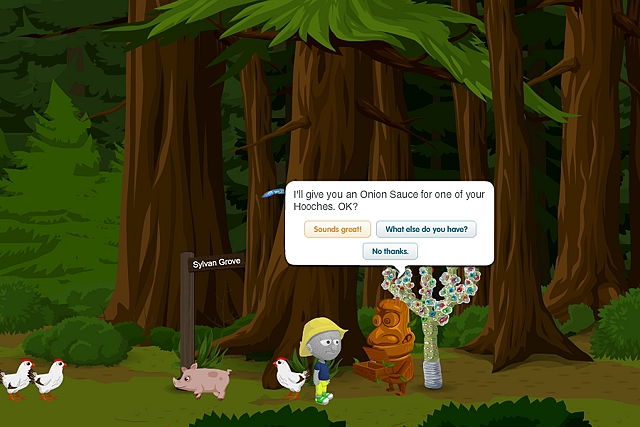 I'll give you an Onion Sauce for one of your
Hooches. OK?
Sounds great!
What else do you have?
No thanks.
Sylvan Grove